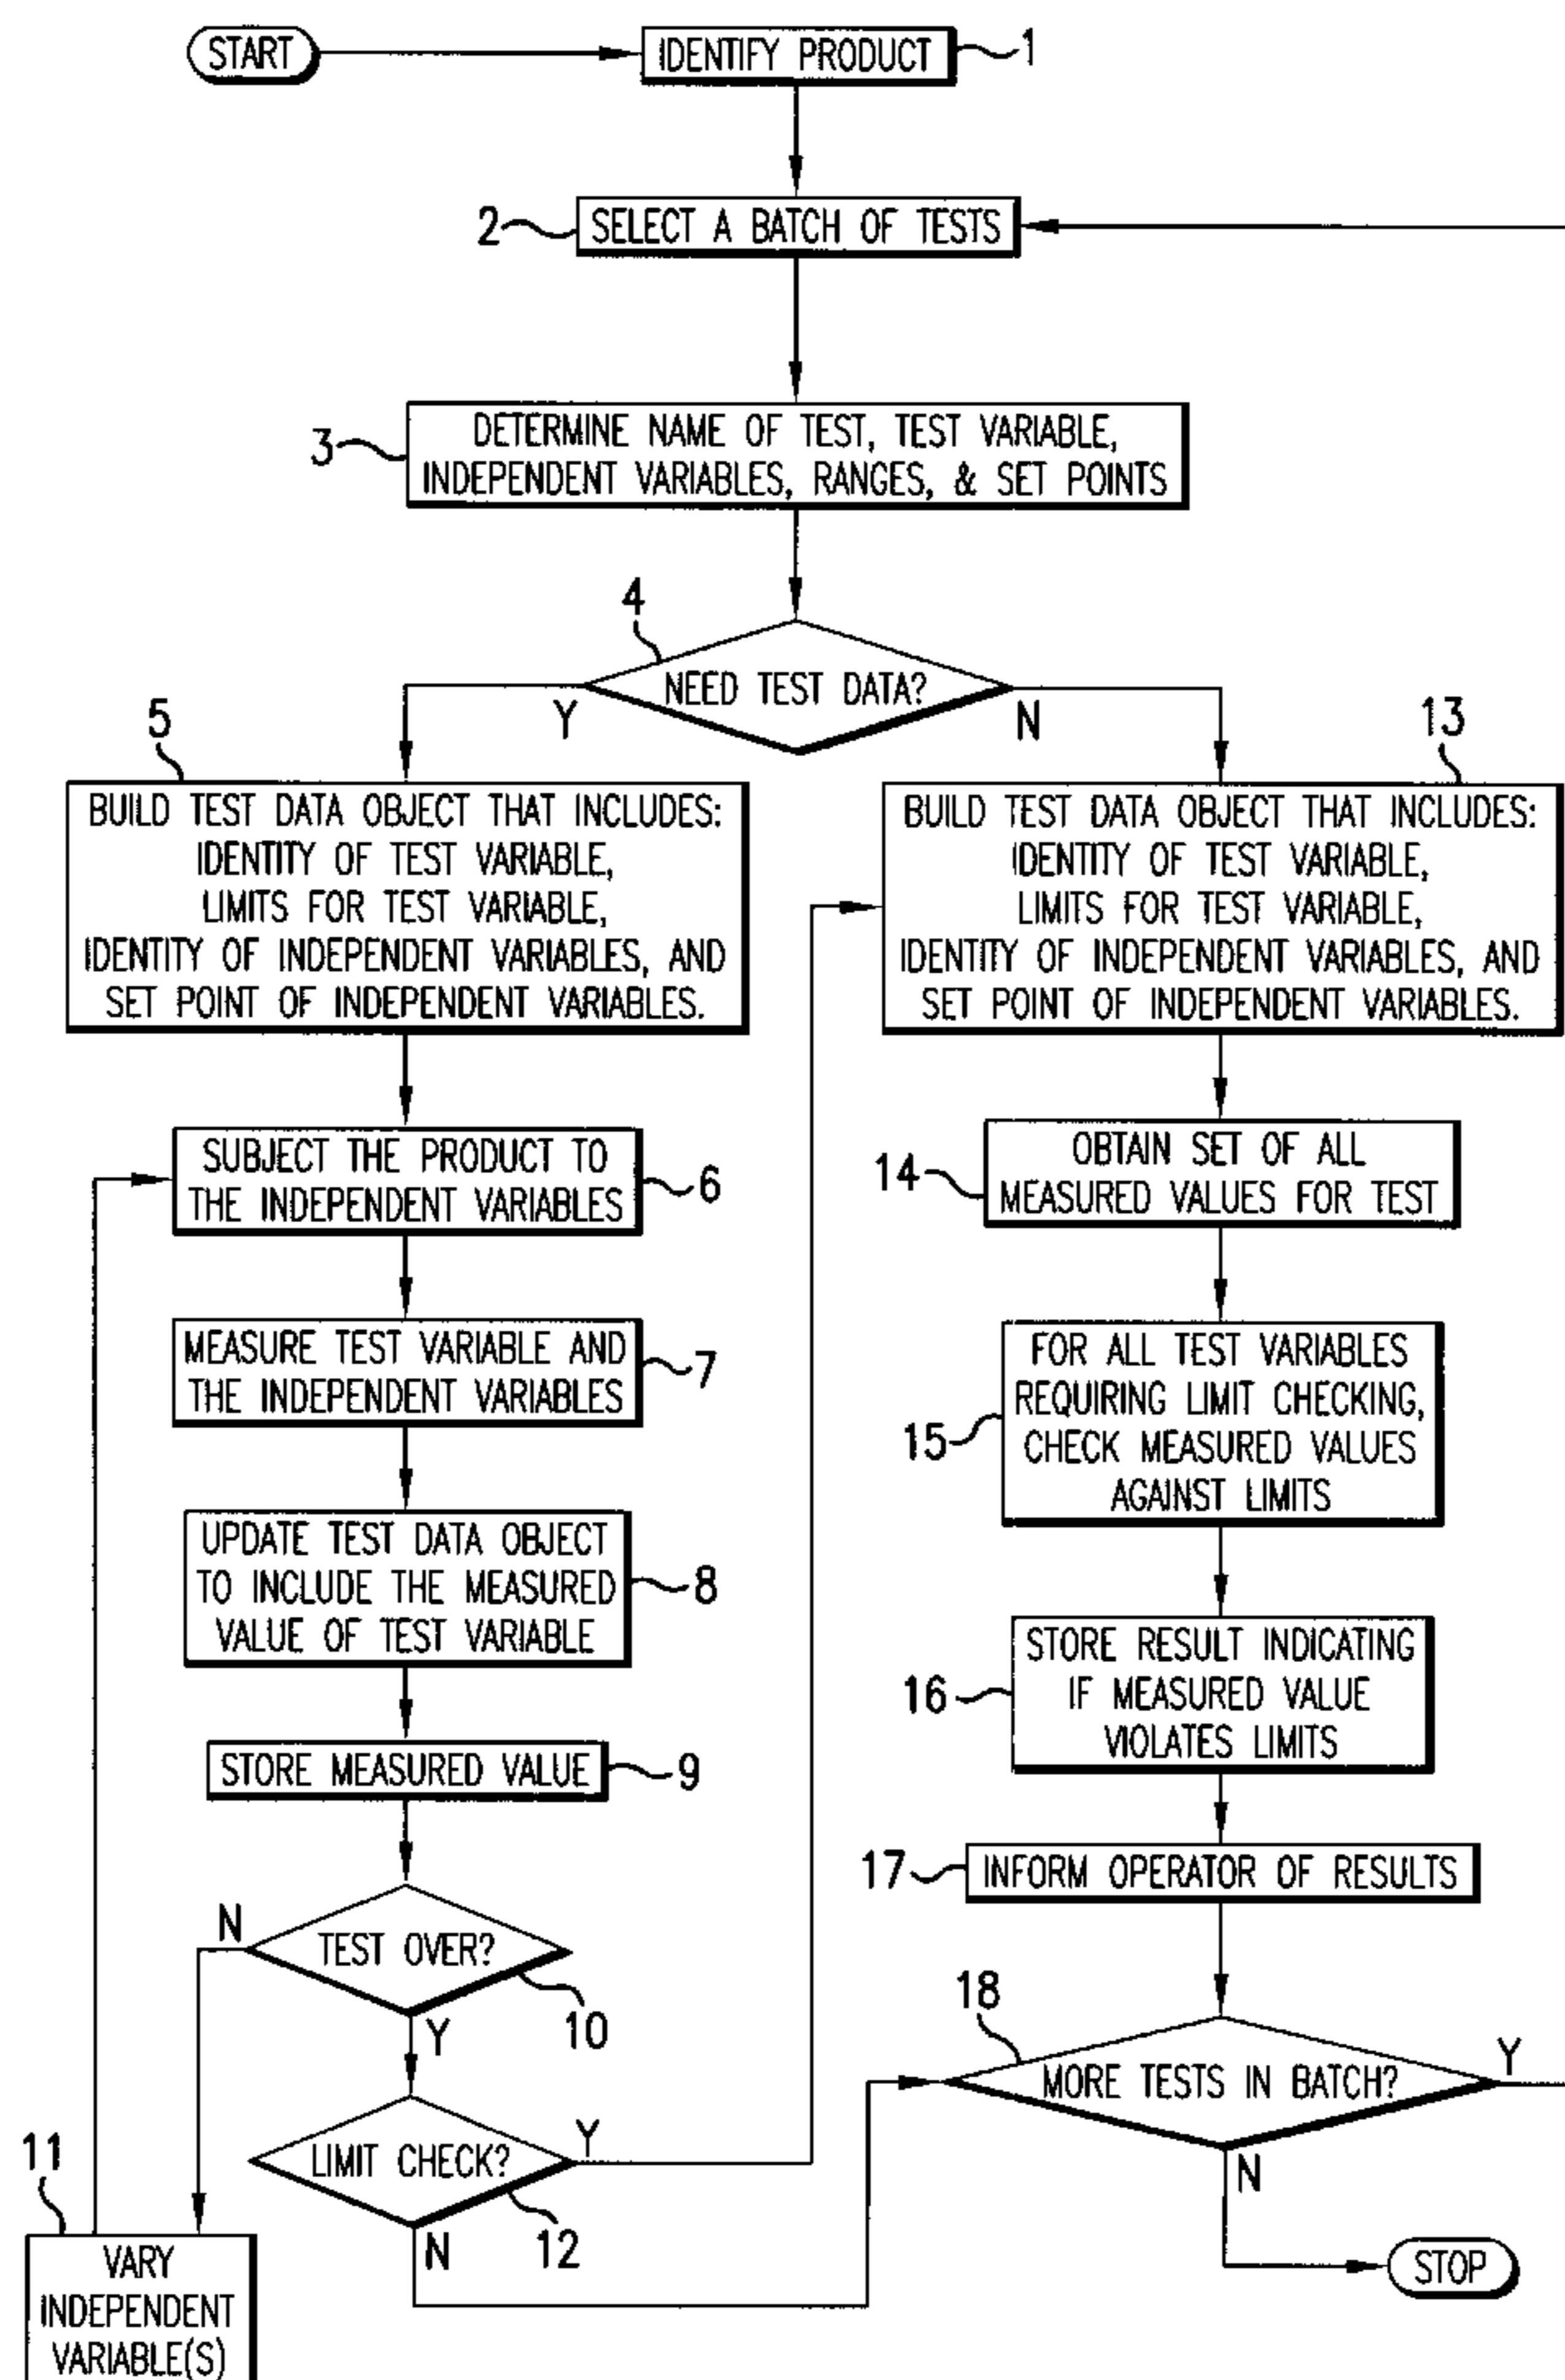 START
IDENTIFY PRODUCT
1
2
SELECT A BATCH OF TESTS
3
DETERMINE NAME OF TEST, TEST VARIABLE,
INDEPENDENT VARIABLES, RANGES, & SET POINTS
4
NEED TEST DATA?
Y
N
5
BUILD TEST DATA OBJECT THAT INCLUDES:
IDENTITY OF TEST VARIABLE,
LIMITS FOR TEST VARIABLE,
IDENTITY OF INDEPENDENT VARIABLES, AND
SET POINT OF INDEPENDENT VARIABLES.
SUBJECT THE PRODUCT TO
THE INDEPENDENT VARIABLES
6
MEASURE TEST VARIABLE AND
THE INDEPENDENT VARIABLES
7
UPDATE TEST DATA OBJECT
TO INCLUDE THE MEASURED
VALUE OF TEST VARIABLE
8
STORE MEASURED VALUE
9
N
TEST OVER?
10
Y
LIMIT CHECK?
Y
12
N
11
VARY
INDEPENDENT
VARIABLE(S)
13
BUILD TEST DATA OBJECT THAT INCLUDES:
IDENTITY OF TEST VARIABLE,
LIMITS FOR TEST VARIABLE,
IDENTITY OF INDEPENDENT VARIABLES, AND
SET POINT OF INDEPENDENT VARIABLES.
14
OBTAIN SET OF ALL
MEASURED VALUES FOR TEST
15
FOR ALL TEST VARIABLES
REQUIRING LIMIT CHECKING,
CHECK MEASURED VALUES
AGAINST LIMITS
16
STORE RESULT INDICATING
IF MEASURED VALUE
VIOLATES LIMITS
17
INFORM OPERATOR OF RESULTS
18
MORE TESTS IN BATCH?
Y
N
STOP